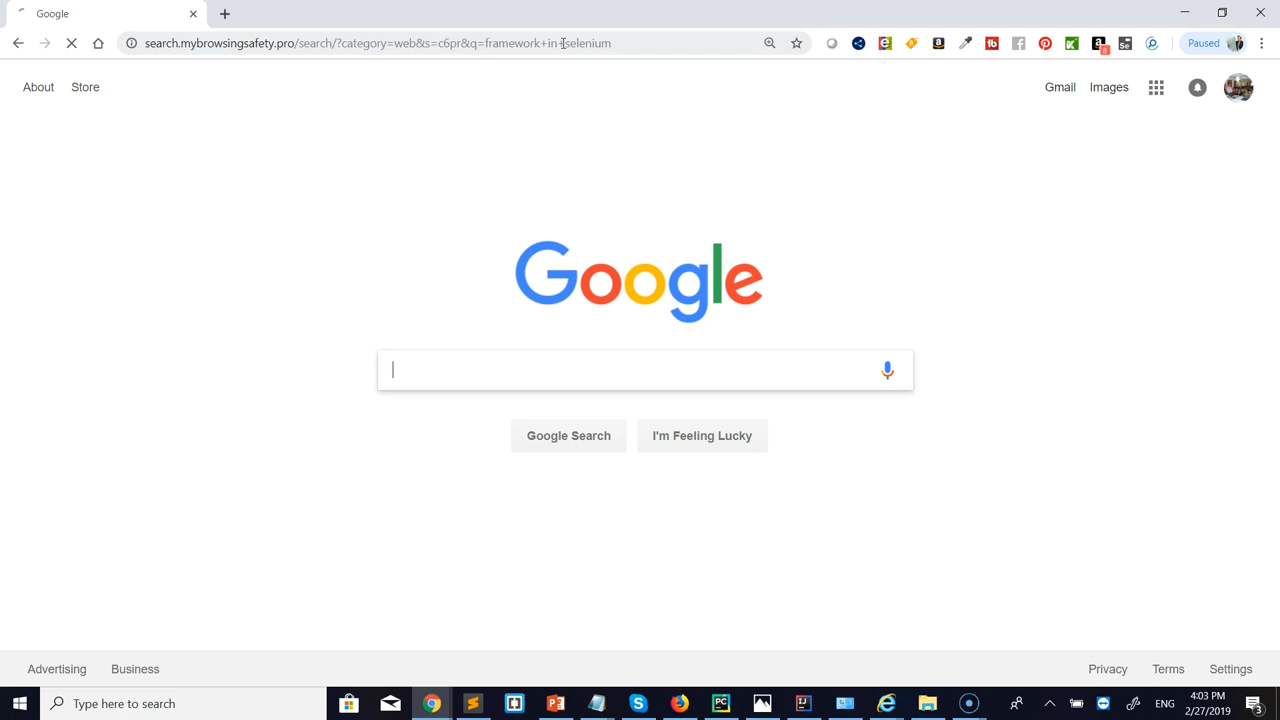 Google
search.mybrowsingsafety.pro/search/?category=web&s=c6pr&q=framework+in+selenium
Paused
About Store
Gmail Images
Google
Google Search I'm Feeling Lucky
Advertising Business
Privacy Terms Settings
Type here to search
ENG
4:03 PM
2/27/2019